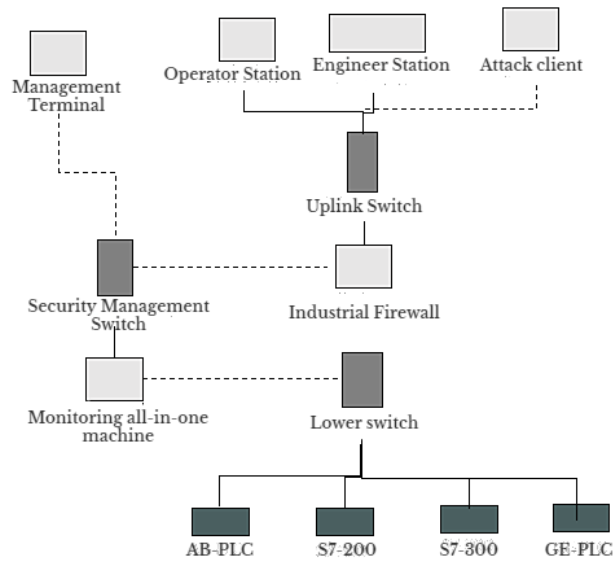 Operator Station
Engineer Station
Attack client
Management
Terminal
Uplink Switch
Security Management
Switch
Industrial Firewall
Monitoring all-in-one
machine
Lower switch
AB-PLC
S7-200
S7-300
GE-PLC